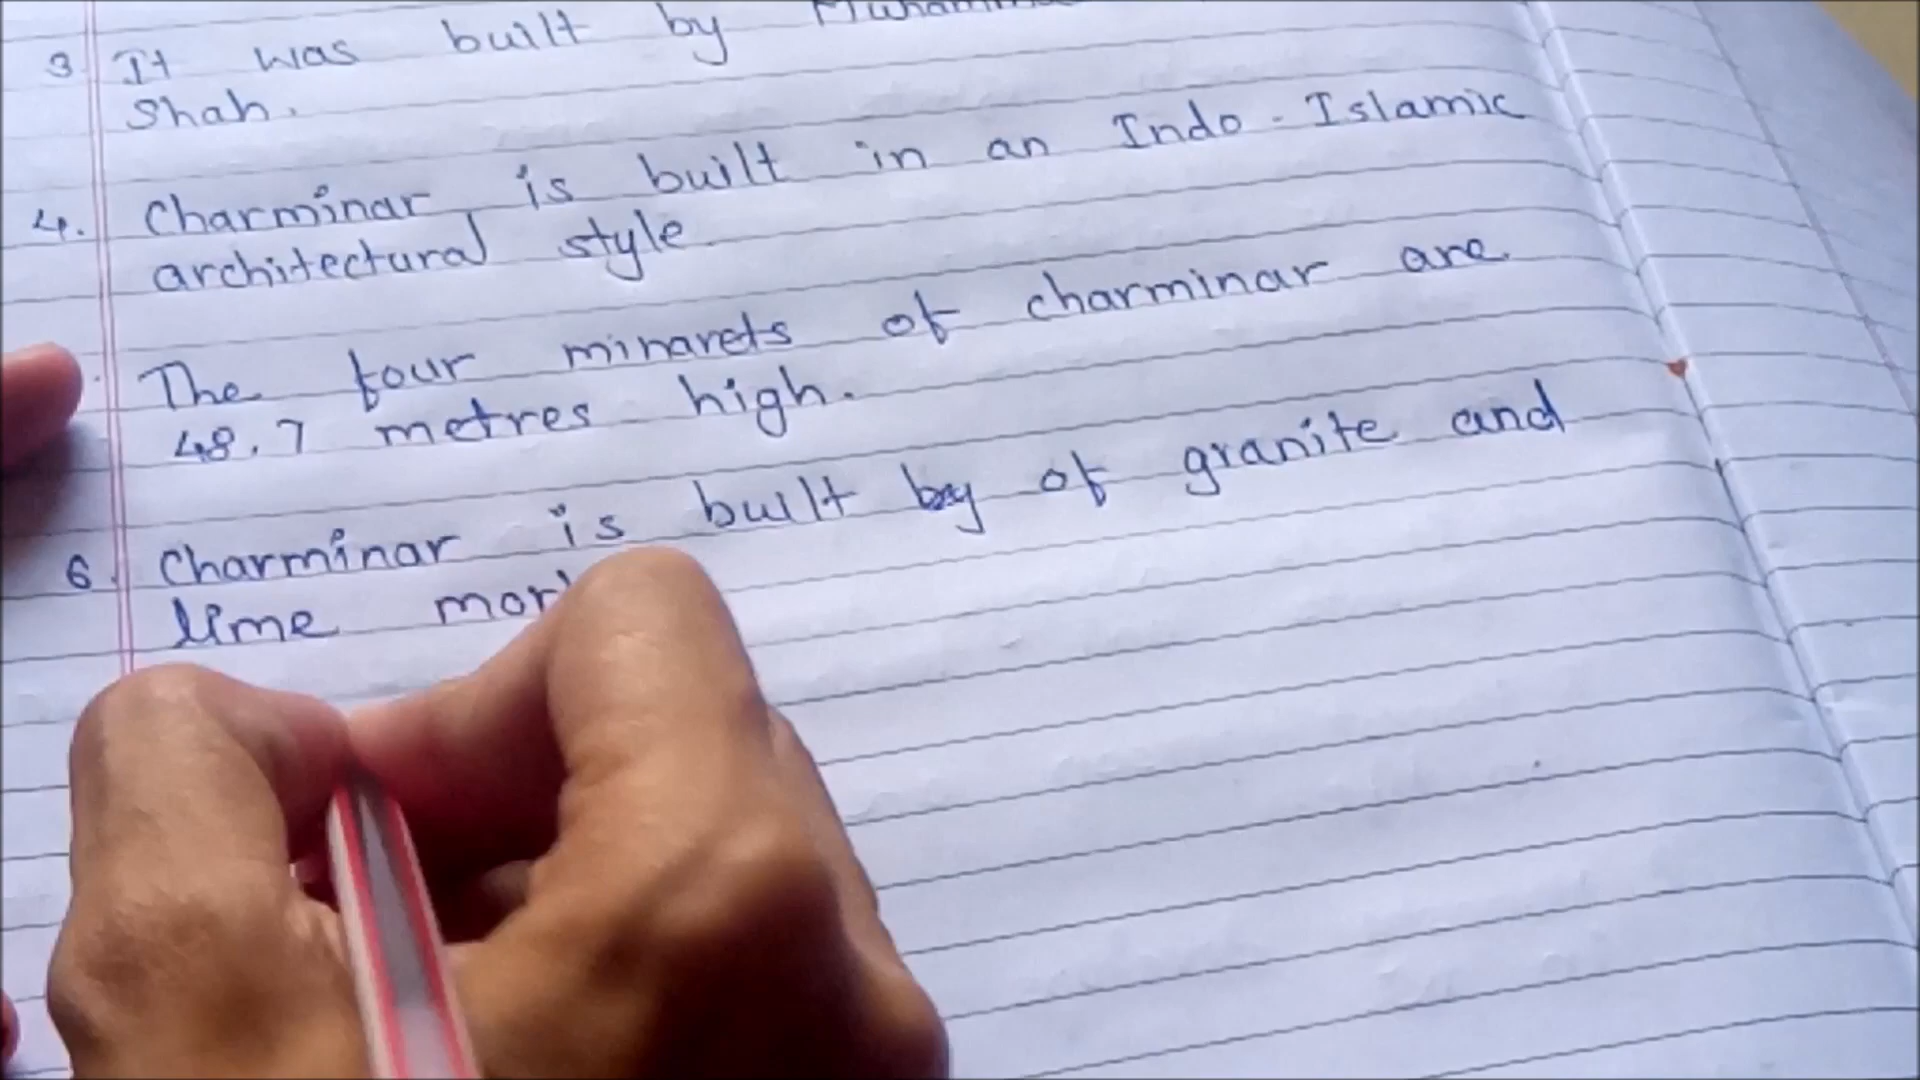 3. It was built by
Shah.
4. Charminar is built in an Indo-Islamic
architectural style
The four minarets of charminar are
48.7 metres high.
6. Charminar is built by of granite and
lime